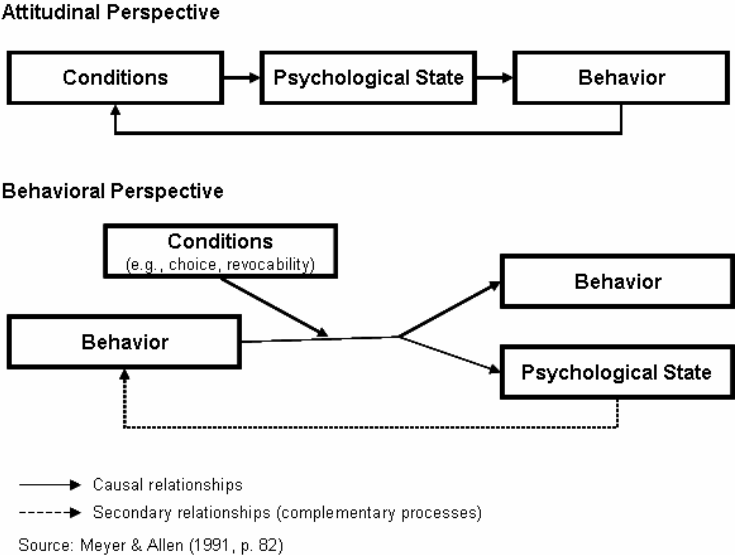 Attitudinal Perspective
Conditions
Psychological State
Behavior
Behavioral Perspective
Conditions
(e.g., choice, revocability)
Behavior
Behavior
Psychological State
Causal relationships
Secondary relationships (complementary processes)
Source: Meyer & Allen (1991, p. 82)